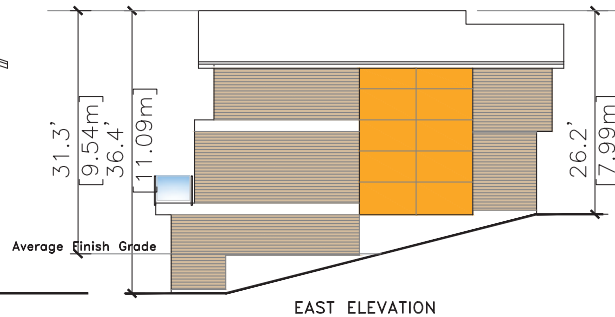 31.3'
[9.54m]
36.4'
[11.09m]
26.2'
[7.99m]
Average Finish Grade
EAST ELEVATION